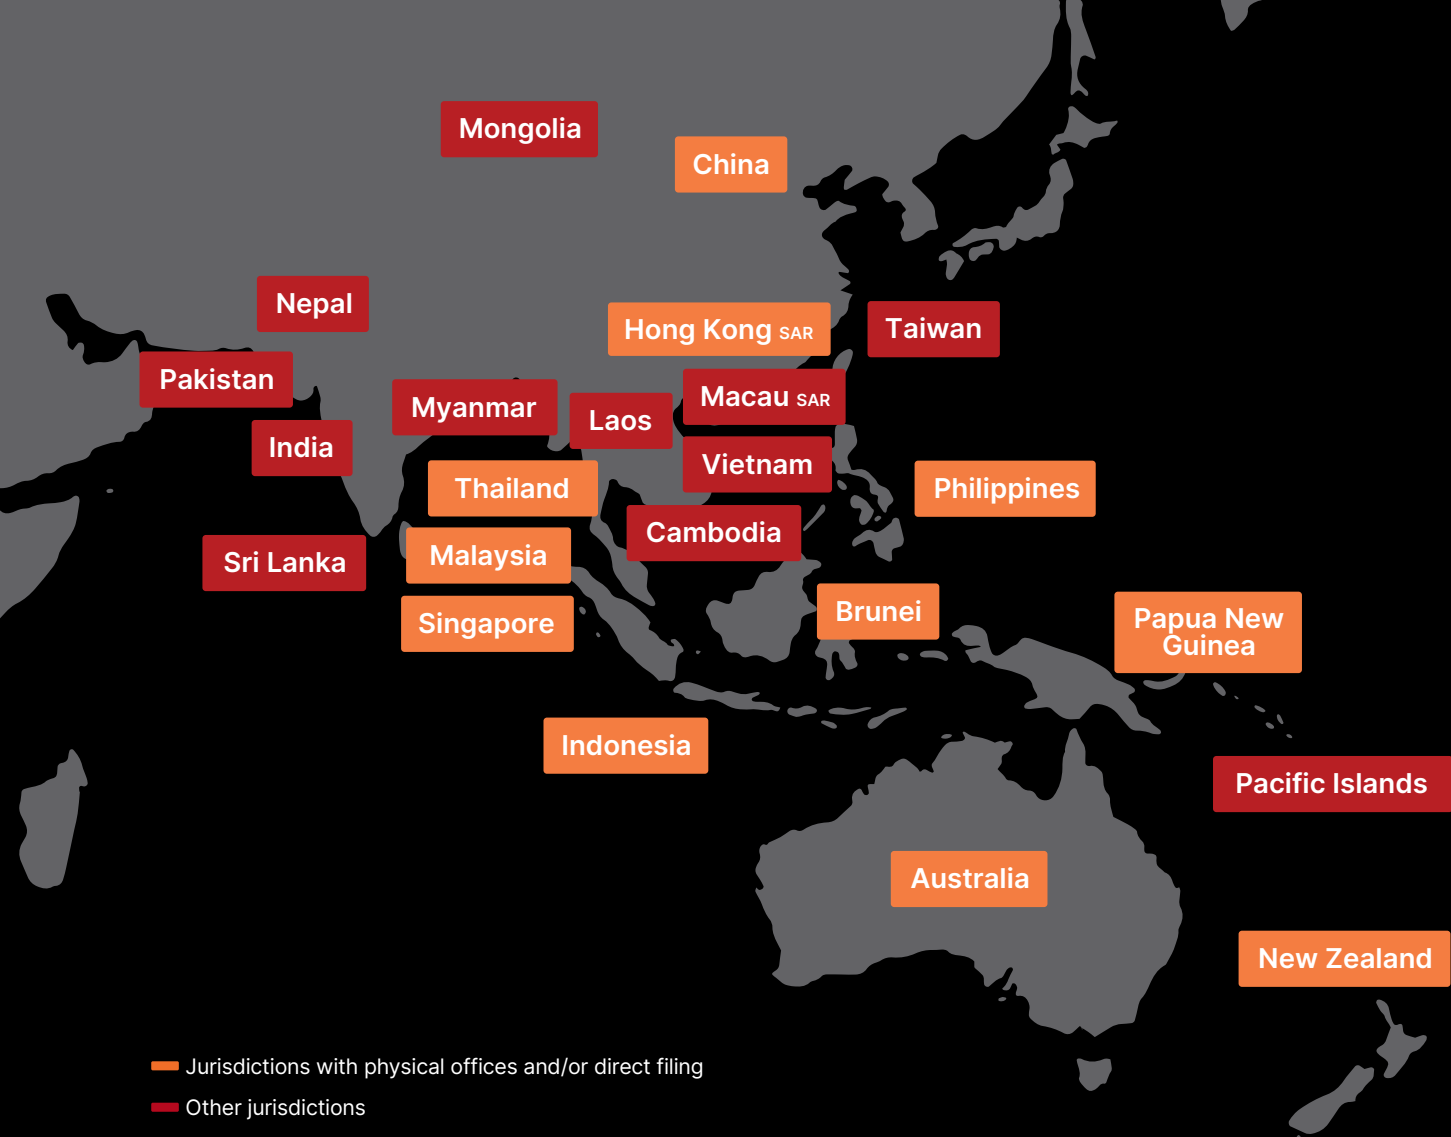 Mongolia
China
Nepal
Hong Kong SAR
Taiwan
Pakistan
Myanmar
Laos
Macau SAR
India
Vietnam
Thailand
Philippines
Cambodia
Malaysia
Sri Lanka
Singapore
Brunei
Papua New
Guinea
Indonesia
Pacific Islands
Australia
New Zealand
Jurisdictions with physical offices and/or direct filing
Other jurisdictions